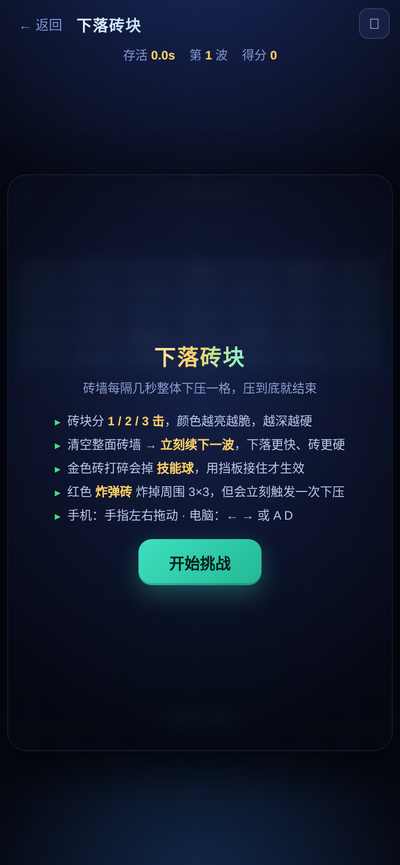 ← 返回 下落砖块
存活 0.0s 第 1 波 得分 0
下落砖块
砖墙每隔几秒整体下压一格，压到底就结束
▸ 砖块分 1 / 2 / 3 击，颜色越亮越脆，越深越硬
▸ 清空整面砖墙 → 立刻续下一波，下落更快、砖更硬
▸ 金色砖打碎会掉 技能球，用挡板接住才生效
▸ 红色 炸弹砖 炸掉周围 3×3，但会立刻触发一次下压
▸ 手机：手指左右拖动 · 电脑：← → 或 A D
开始挑战